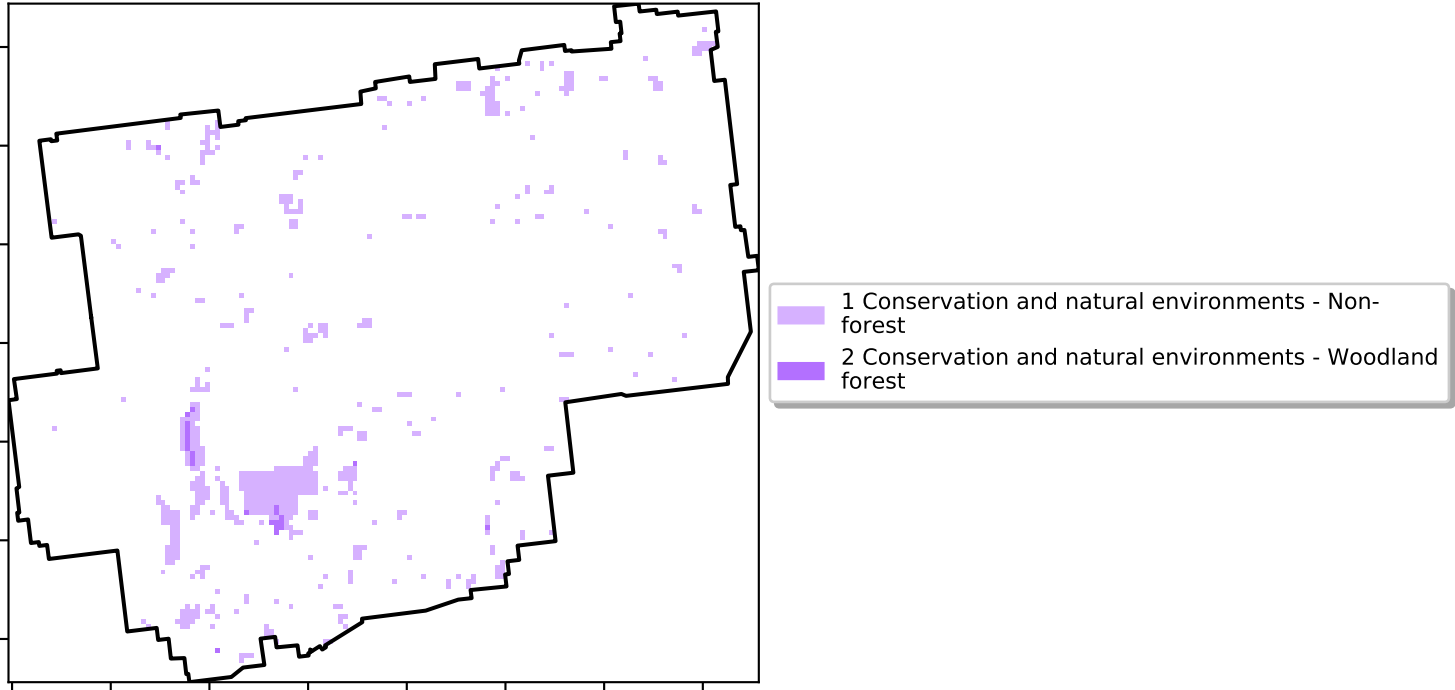 1 Conservation and natural environments - Non-
forest
2 Conservation and natural environments - Woodland
forest